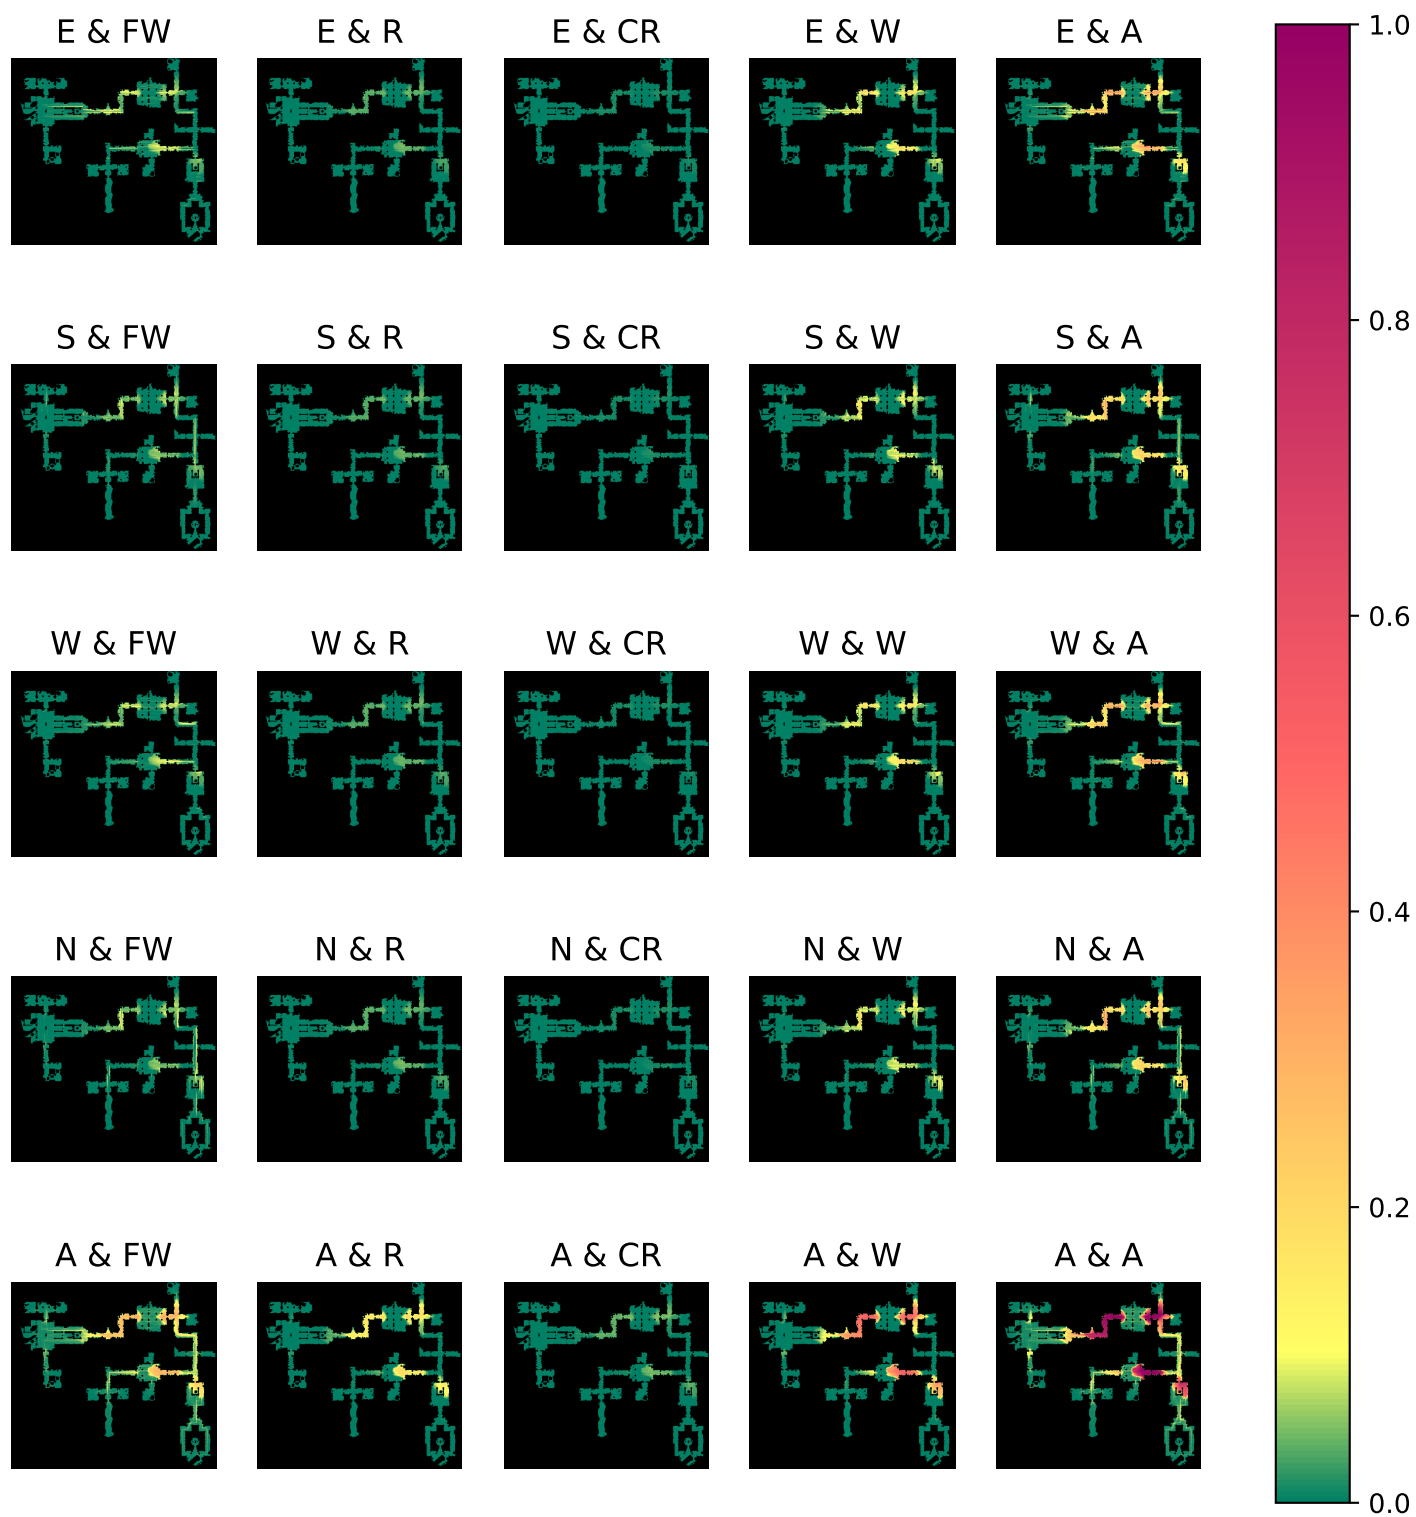 E & FW E & R E & CR E & W E & A
S & FW S & R S & CR S & W S & A
W & FW W & R W & CR W & W W & A
N & FW N & R N & CR N & W N & A
A & FW A & R A & CR A & W A & A
1.0
0.8
0.6
0.4
0.2
0.0